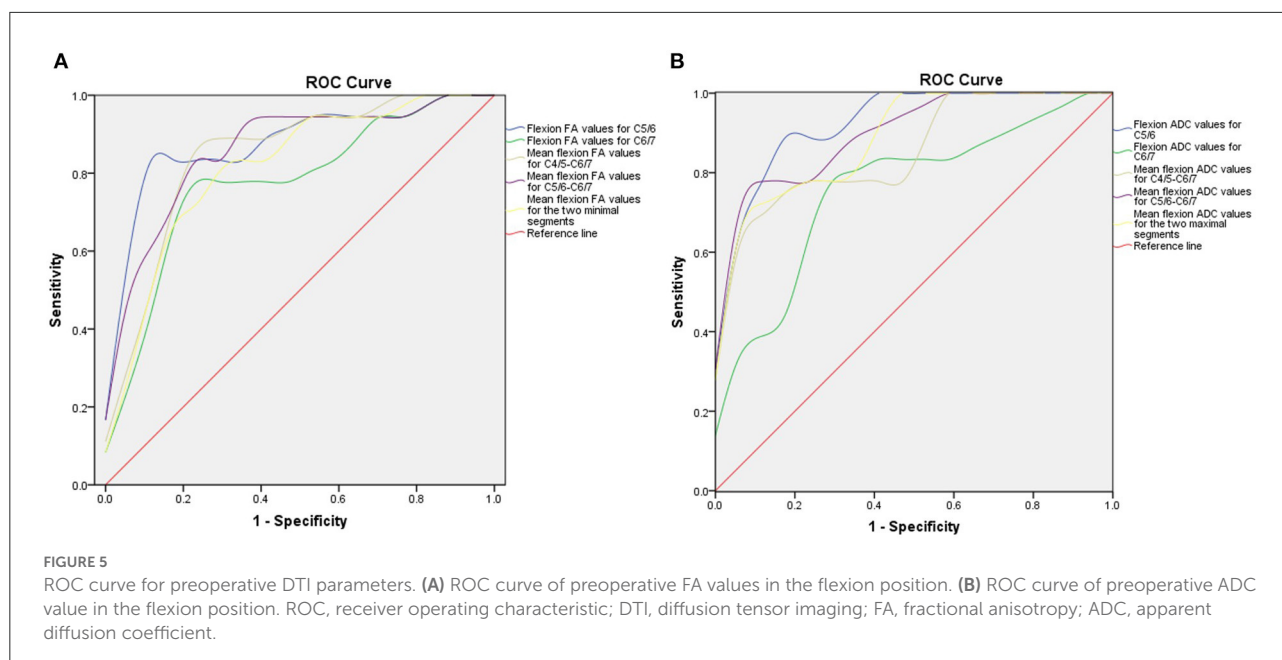 A
ROC Curve
Sensitivity
1.0
0.8
0.6
0.4
0.2
0.0
0.0 0.2 0.4 0.6 0.8 1.0
1 - Specificity
Flexion FA values for C5/6
Flexion FA values for C6/7
Mean flexion FA values
for C4/5-C6/7
Mean flexion FA values
for C5/6-C6/7
Mean flexion FA values
for the two minimal
segments
Reference line
B
ROC Curve
Sensitivity
1.0
0.8
0.6
0.4
0.2
0.0
0.0 0.2 0.4 0.6 0.8 1.0
1 - Specificity
Flexion ADC values for
C5/6
Flexion ADC values for
C6/7
Mean flexion ADC values
for C4/5-C6/7
Mean flexion ADC values
for C5/6-C6/7
Mean flexion ADC values
for the two maximal
segments
Reference line
FIGURE 5
ROC curve for preoperative DTI parameters. (A) ROC curve of preoperative FA values in the flexion position. (B) ROC curve of preoperative ADC
value in the flexion position. ROC, receiver operating characteristic; DTI, diffusion tensor imaging; FA, fractional anisotropy; ADC, apparent
diffusion coefficient.